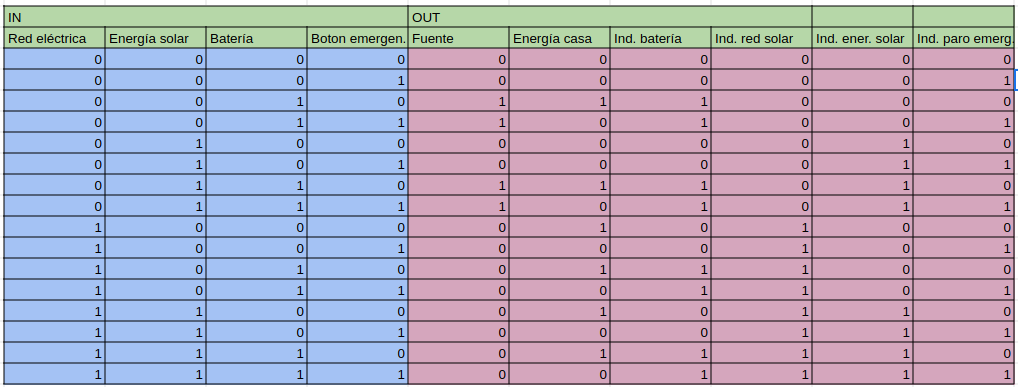 IN OUT
Red eléctrica Energía solar Batería Boton emergen. Fuente Energía casa Ind. batería Ind. red solar Ind. ener. solar Ind. paro emerg.
0 0 0 0 0 0 0 0 0 0
0 0 0 1 0 0 0 0 0 1
0 0 1 0 1 1 1 0 0 0
0 0 1 1 1 0 1 0 0 1
0 1 0 0 0 0 0 0 1 0
0 1 0 1 0 0 0 0 1 1
0 1 1 0 1 1 1 0 1 0
0 1 1 1 1 0 1 0 1 1
1 0 0 0 0 1 0 1 0 0
1 0 0 1 0 0 0 1 0 1
1 0 1 0 0 1 1 1 0 0
1 0 1 1 0 0 1 1 0 1
1 1 0 0 0 1 0 1 1 0
1 1 0 1 0 0 0 1 1 1
1 1 1 0 0 1 1 1 1 0
1 1 1 1 0 0 1 1 1 1